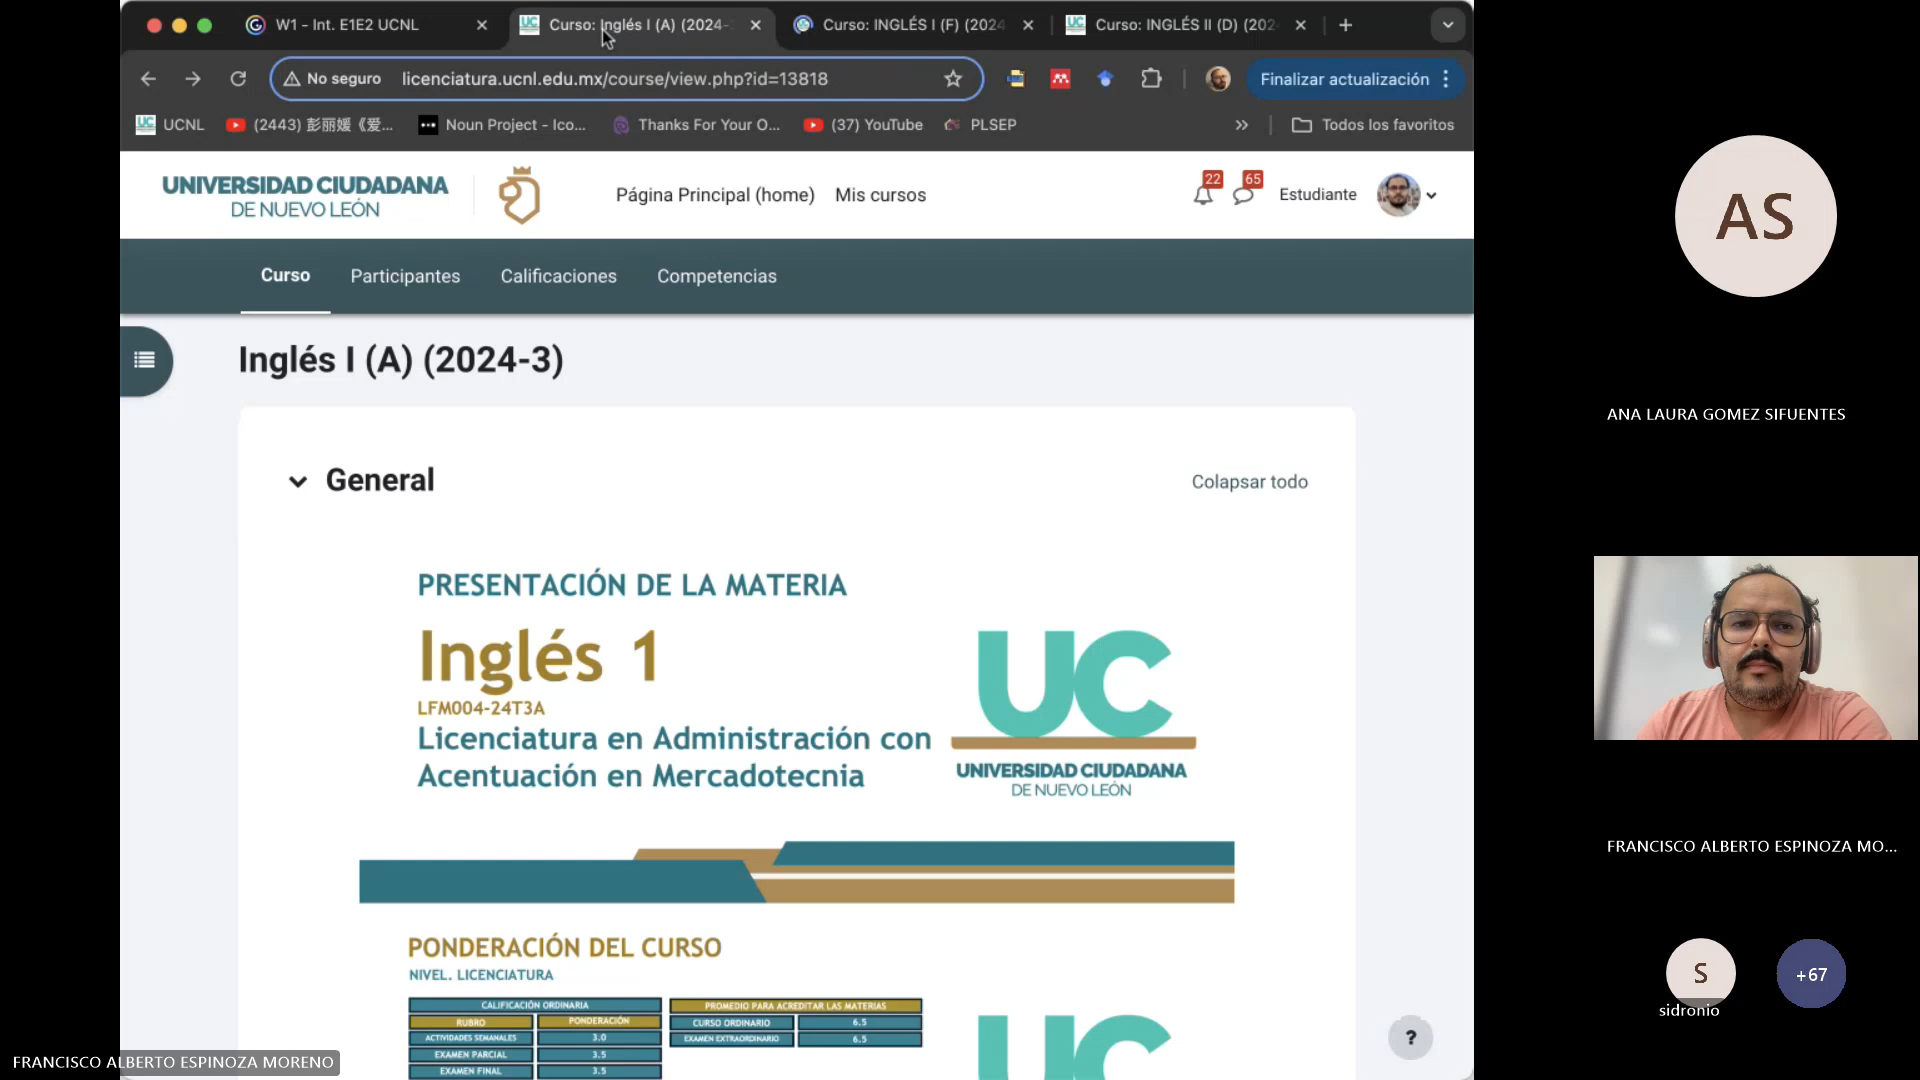 W1 - Int. E1E2 UCNL
Curso: Inglés I (A) (2024-
Curso: INGLÉS I (F) (2024
Curso: INGLÉS II (D) (202
No seguro
licenciatura.ucnl.edu.mx/course/view.php?id=13818
Finalizar actualización
UCNL
(2443) 彭丽媛《爱...
Noun Project - Ico...
Thanks For Your O...
(37) YouTube
PLSEP
Todos los favoritos
UNIVERSIDAD CIUDADANA
DE NUEVO LEÓN
Página Principal (home)
Mis cursos
22
65
Estudiante
Curso
Participantes
Calificaciones
Competencias
Inglés I (A) (2024-3)
General
Colapsar todo
PRESENTACIÓN DE LA MATERIA
Inglés 1
LFM004-24T3A
Licenciatura en Administración con
Acentuación en Mercadotecnia
UC
UNIVERSIDAD CIUDADANA
DE NUEVO LEÓN
PONDERACIÓN DEL CURSO
NIVEL. LICENCIATURA
CALIFICACIÓN ORDINARIA
RUBRO PONDERACIÓN
ACTIVIDADES SEMANALES 3.0
EXAMEN PARCIAL 3.5
EXAMEN FINAL 3.5
PROMEDIO PARA ACREDITAR LAS MATERIAS
CURSO ORDINARIO 6.5
EXAMEN EXTRAORDINARIO 6.5
UC
?
FRANCISCO ALBERTO ESPINOZA MORENO
AS
ANA LAURA GOMEZ SIFUENTES
FRANCISCO ALBERTO ESPINOZA MO...
S
+67
sidronio